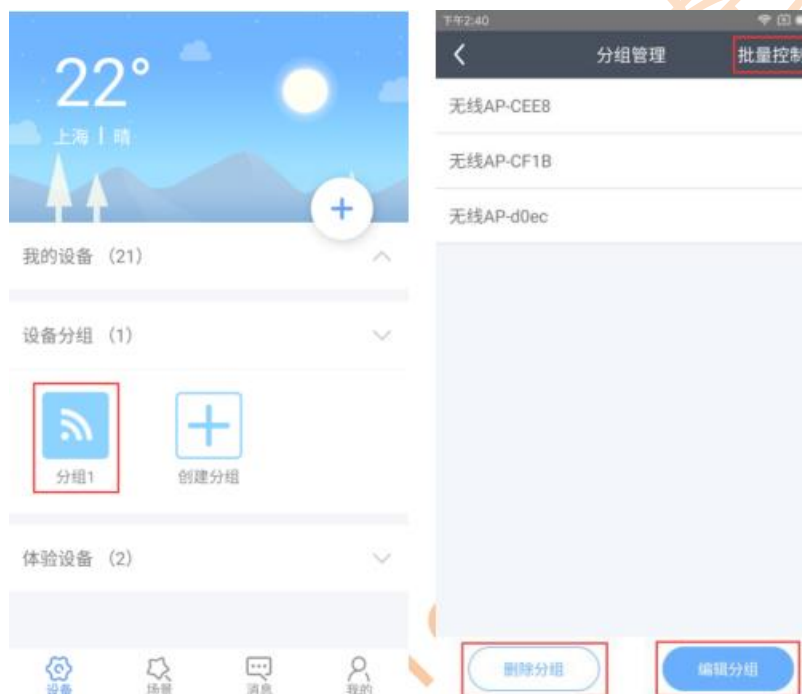 22°
上海 | 晴
我的设备 （21）
设备分组 （1）
分组1
创建分组
体验设备 （2）
设备
场景
消息
我的
下午2:40
分组管理
批量控制
无线AP-CEE8
无线AP-CF1B
无线AP-d0ec
删除分组
编辑分组